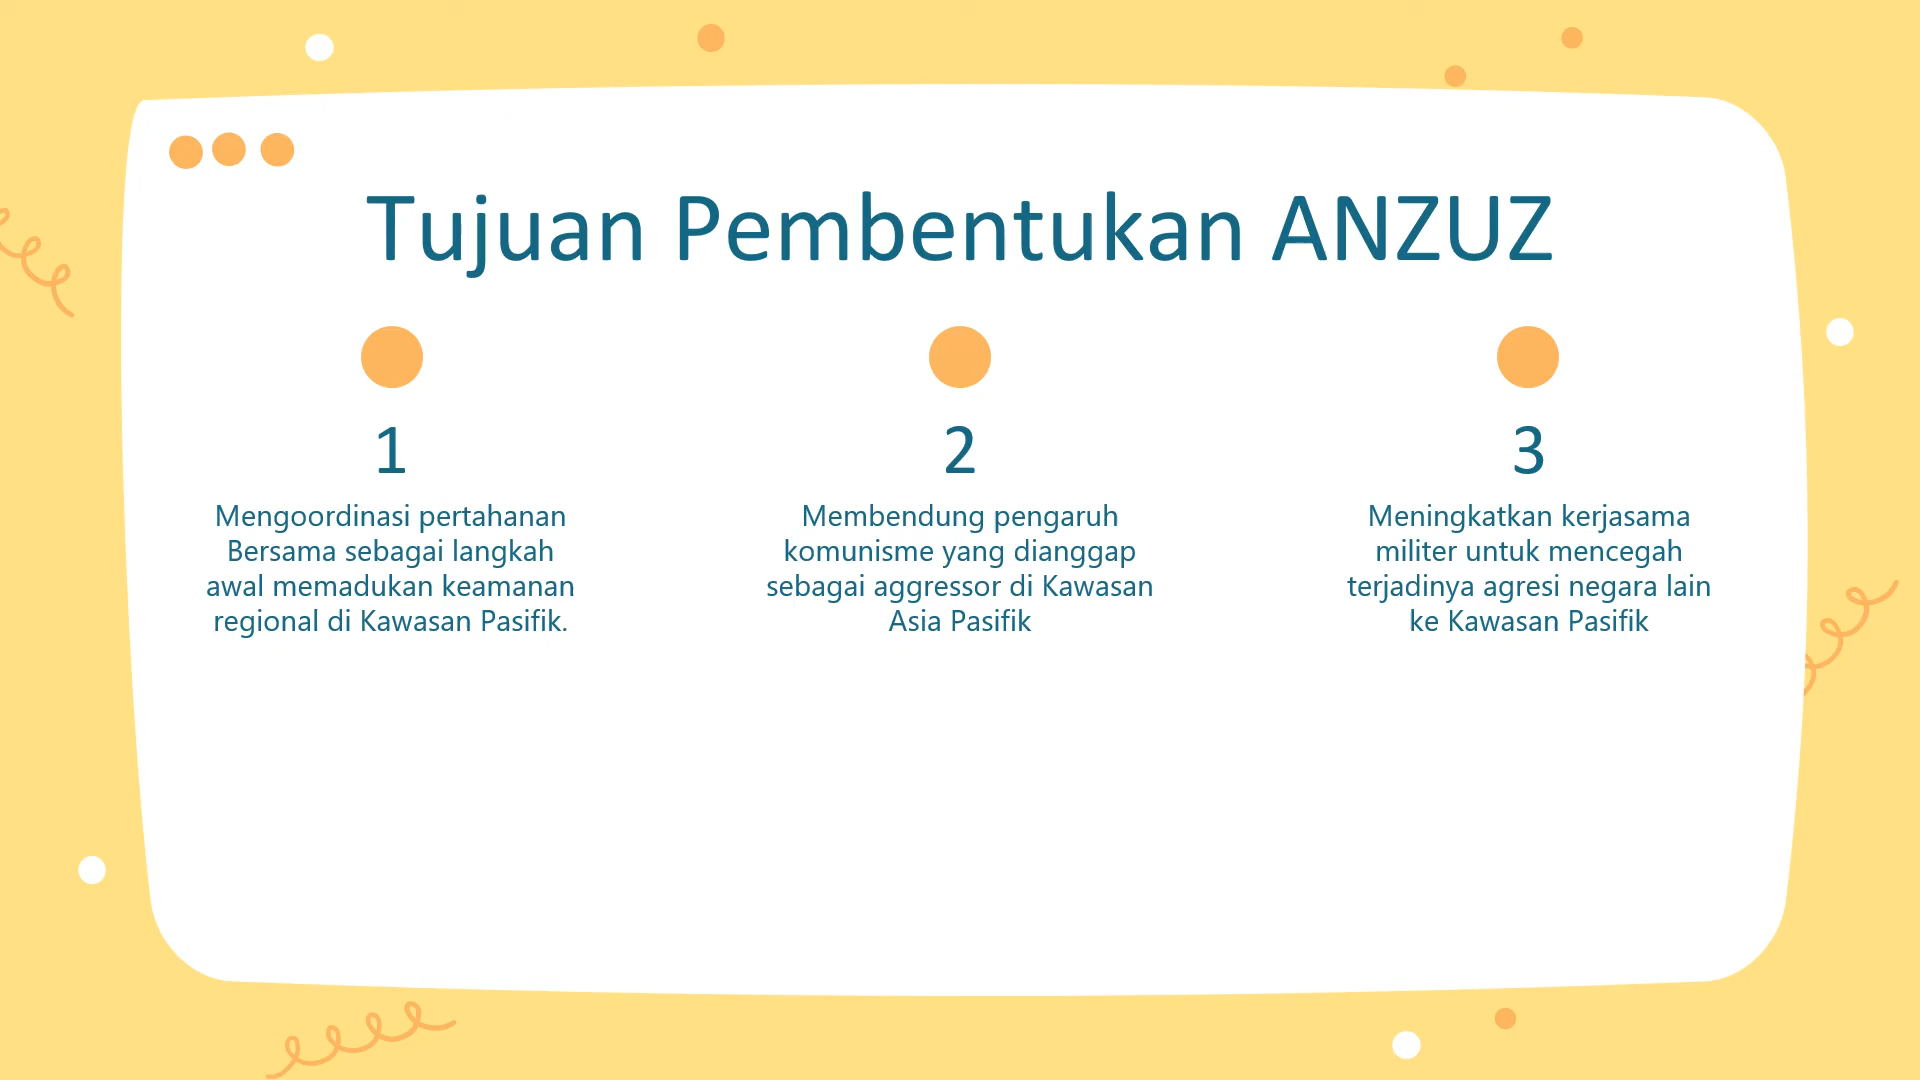 Tujuan Pembentukan ANZUZ
1
Mengoordinasi pertahanan
Bersama sebagai langkah
awal memadukan keamanan
regional di Kawasan Pasifik.
2
Membendung pengaruh
komunisme yang dianggap
sebagai aggressor di Kawasan
Asia Pasifik
3
Meningkatkan kerjasama
militer untuk mencegah
terjadinya agresi negara lain
ke Kawasan Pasifik